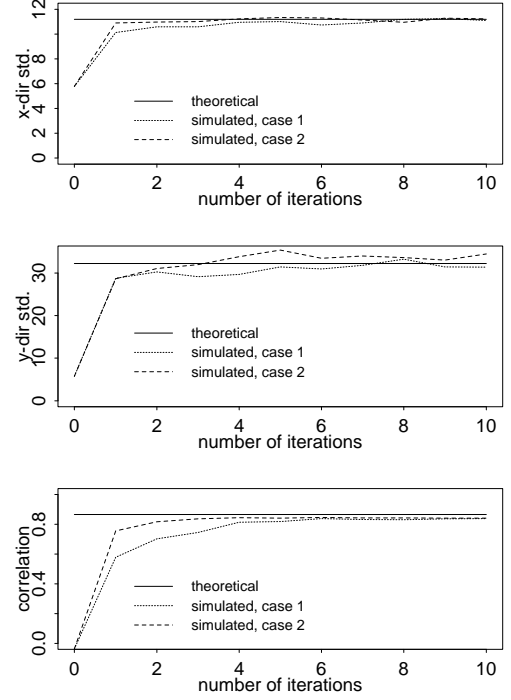 x-dir std.
12
8
6
4
2
0
theoretical
simulated, case 1
simulated, case 2
0 2 4 6 8 10
number of iterations
y-dir std.
30
20
10
0
theoretical
simulated, case 1
simulated, case 2
0 2 4 6 8 10
number of iterations
correlation
0.8
0.4
0.0
theoretical
simulated, case 1
simulated, case 2
0 2 4 6 8 10
number of iterations